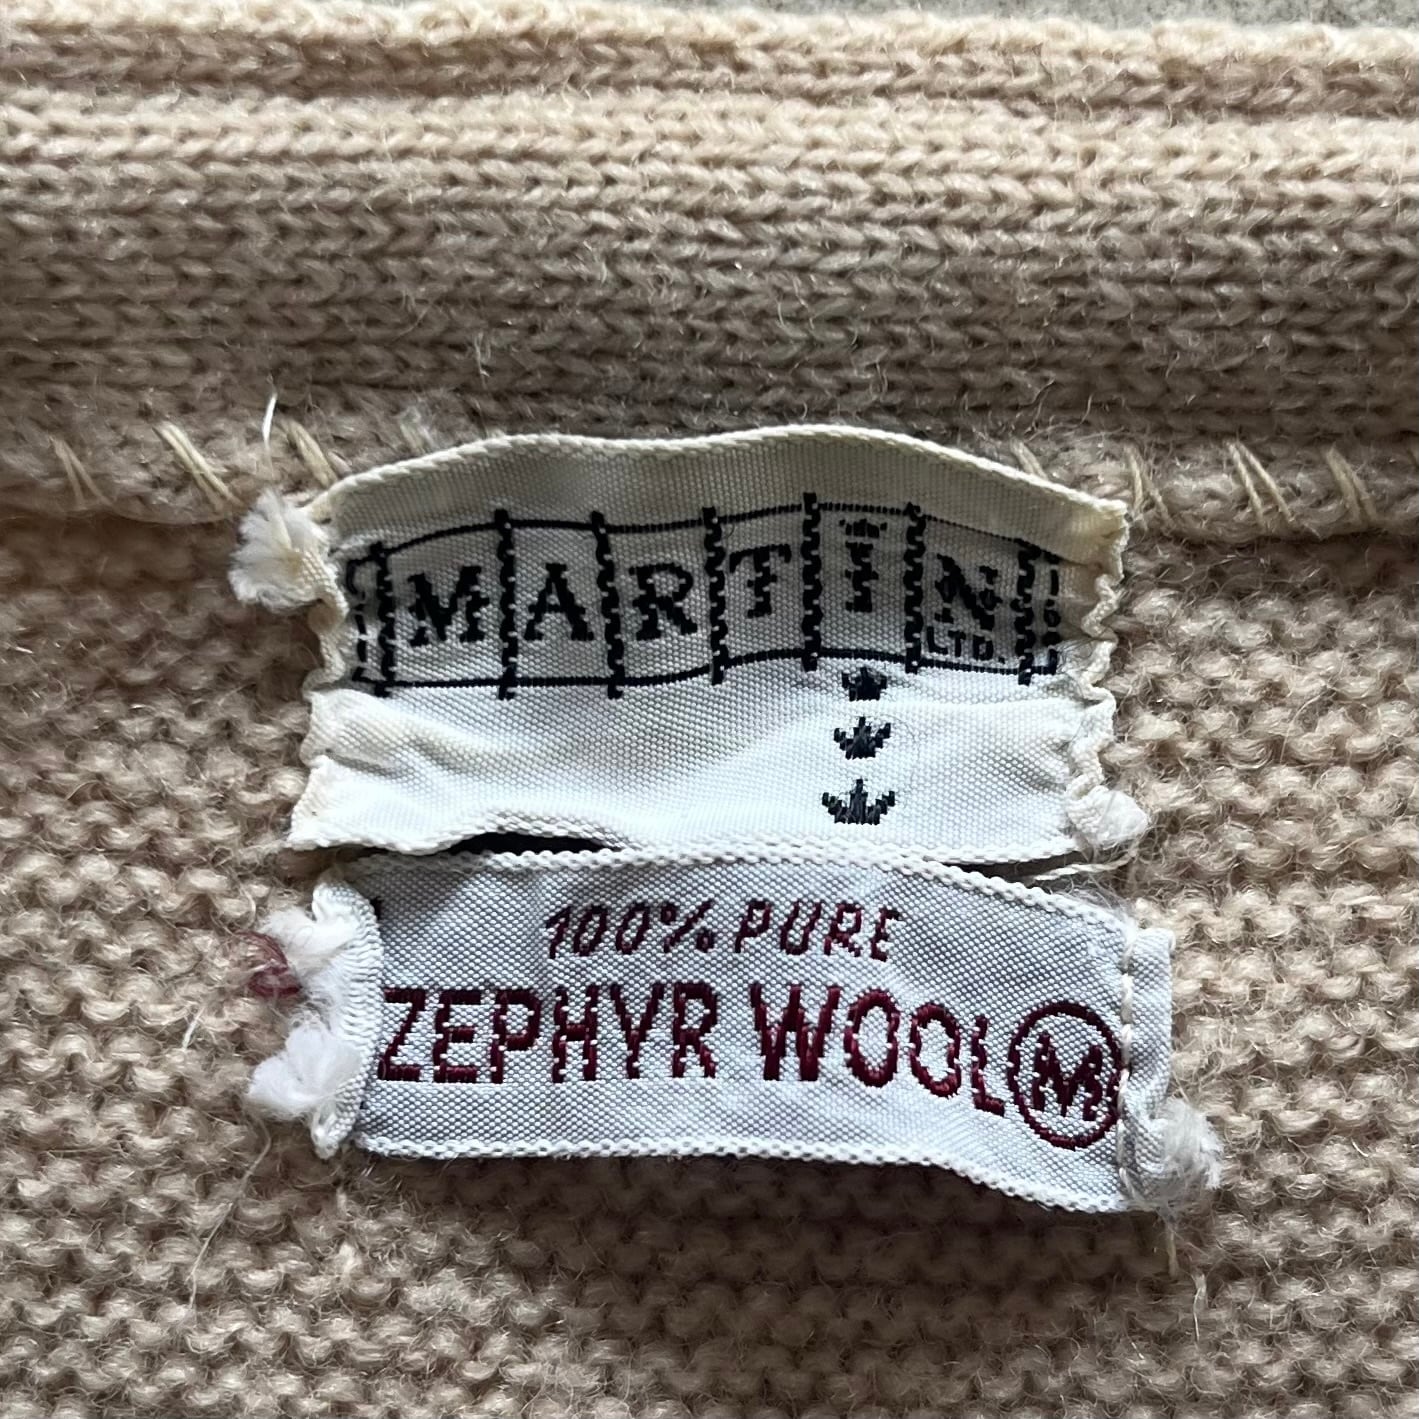 MARTIN
LTD.
100% PURE
ZEPHYR WOOL M